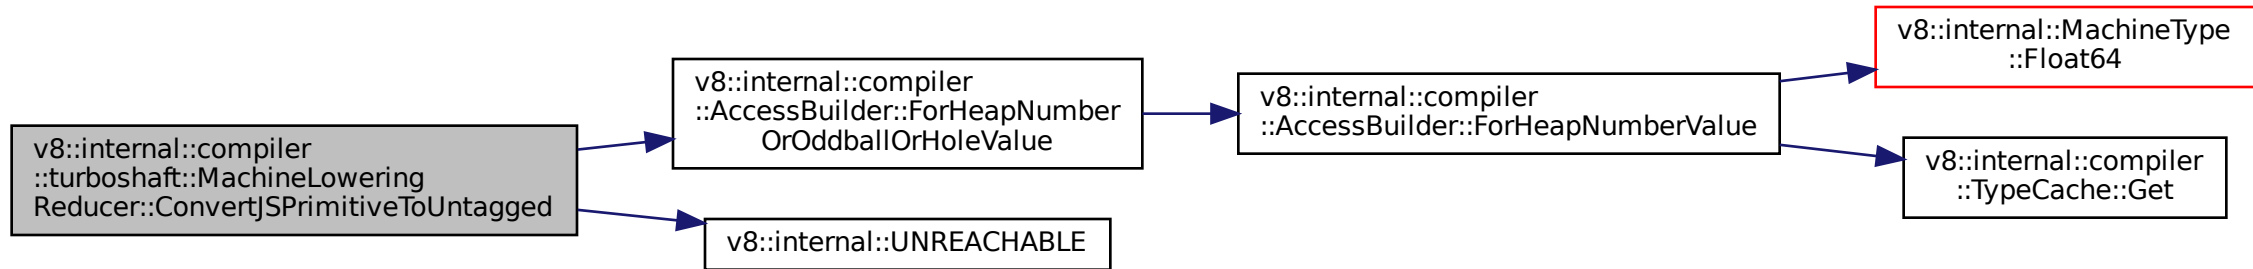 v8::internal::compiler
::turboshaft::MachineLowering
Reducer::ConvertJSPrimitiveToUntagged
v8::internal::compiler
::AccessBuilder::ForHeapNumber
OrOddballOrHoleValue
v8::internal::UNREACHABLE
v8::internal::compiler
::AccessBuilder::ForHeapNumberValue
v8::internal::MachineType
::Float64
v8::internal::compiler
::TypeCache::Get